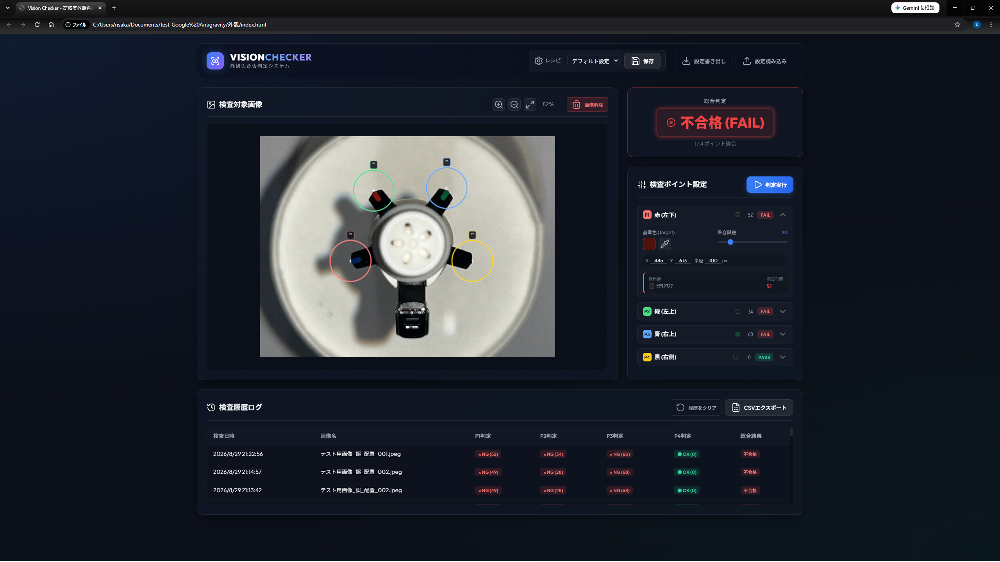 Vision Checker - 高精度外観色
Gemini に相談
ファイル
C:/Users/nsaka/Documents/test_Google%20Antigravity/外観/index.html
S
VISIONCHECKER
外観色合否判定システム
レシピ:
デフォルト設定
保存
設定書き出し
設定読み込み
検査対象画像
52%
画像解除
P2
P3
P1
P4
総合判定
不合格 (FAIL)
1 / 4 ポイント適合
検査ポイント設定
判定実行
P1 赤 (左下) 52 FAIL
基準色 (Target)
許容誤差 20
X: 445 Y: 613 半径: 100 px
検出値 誤差距離
#272727 52
P2 緑 (左上) 34 FAIL
P3 青 (右上) 60 FAIL
P4 黒 (右側) 0 PASS
検査履歴ログ
履歴をクリア
CSVエクスポート
検査日時 画像名 P1判定 P2判定 P3判定 P4判定 総合結果
2026/8/29 21:22:56 テスト用画像_誤_配置_001.jpeg × NG (52) × NG (34) × NG (60) ● OK (0) 不合格
2026/8/29 21:14:57 テスト用画像_誤_配置_002.jpeg × NG (49) × NG (28) × NG (68) ● OK (0) 不合格
2026/8/29 21:13:42 テスト用画像_誤_配置_002.jpeg × NG (49) × NG (28) × NG (68) ● OK (0) 不合格